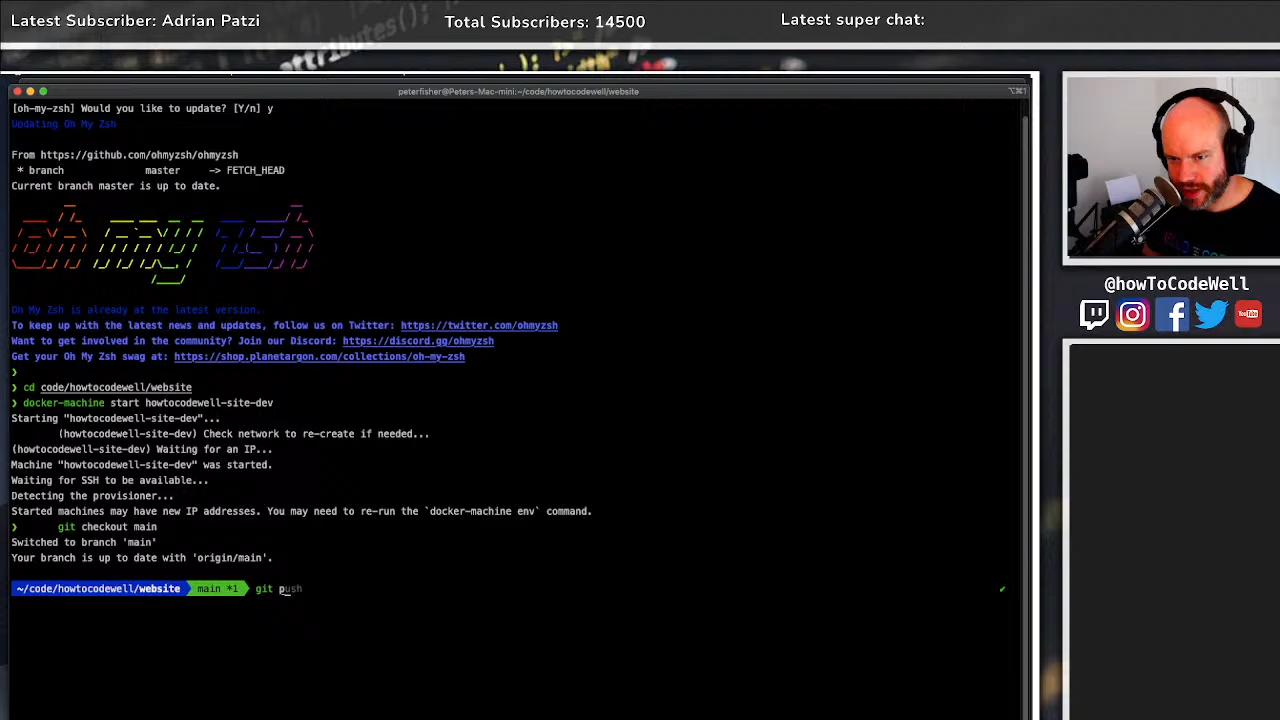 Latest Subscriber: Adrian Patzi
Total Subscribers: 14500
Latest super chat:
peterfisher@Peters-Mac-mini:~/code/howtocodewell/website
⌥⌘1
[oh-my-zsh] Would you like to update? [Y/n] y
Updating Oh My Zsh
From https://github.com/ohmyzsh/ohmyzsh
* branch master -> FETCH_HEAD
Current branch master is up to date.
oh my zsh
Oh My Zsh is already at the latest version.
To keep up with the latest news and updates, follow us on Twitter: https://twitter.com/ohmyzsh
Want to get involved in the community? Join our Discord: https://discord.gg/ohmyzsh
Get your Oh My Zsh swag at: https://shop.planetargon.com/collections/oh-my-zsh
❯
❯ cd code/howtocodewell/website
❯ docker-machine start howtocodewell-site-dev
Starting "howtocodewell-site-dev"...
(howtocodewell-site-dev) Check network to re-create if needed...
(howtocodewell-site-dev) Waiting for an IP...
Machine "howtocodewell-site-dev" was started.
Waiting for SSH to be available...
Detecting the provisioner...
Started machines may have new IP addresses. You may need to re-run the `docker-machine env` command.
❯ git checkout main
Switched to branch 'main'
Your branch is up to date with 'origin/main'.
~/code/howtocodewell/website main *1 git push ✔
@howToCodeWell
YouTube